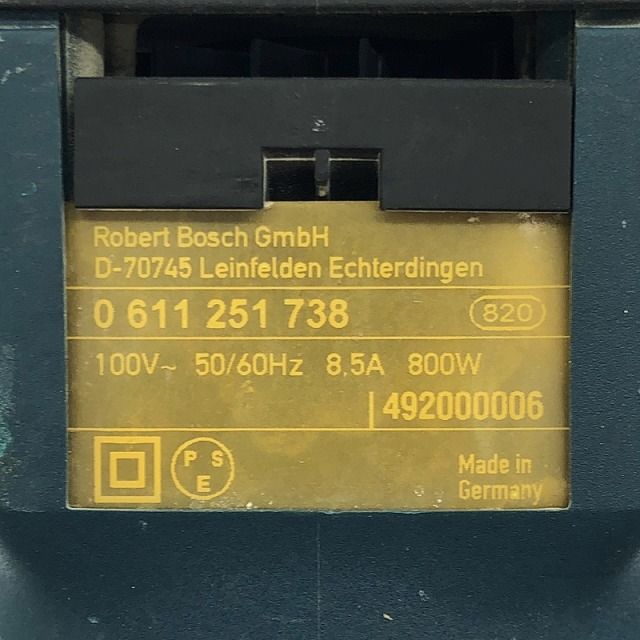 Robert Bosch GmbH
D-70745 Leinfelden Echterdingen
0 611 251 738 820
100V~ 50/60Hz 8,5A 800W
492000006
P S
E
Made in
Germany